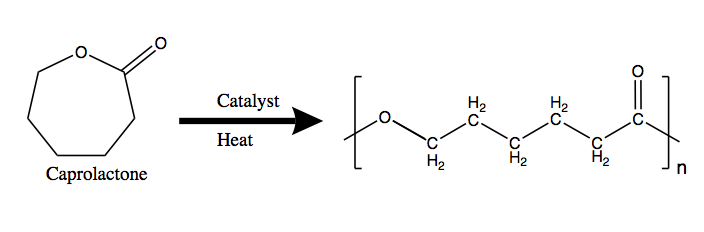 O O
Catalyst
Heat
Caprolactone
O
H2 H2
C C
O C
C C C
H2 H2 H2
n